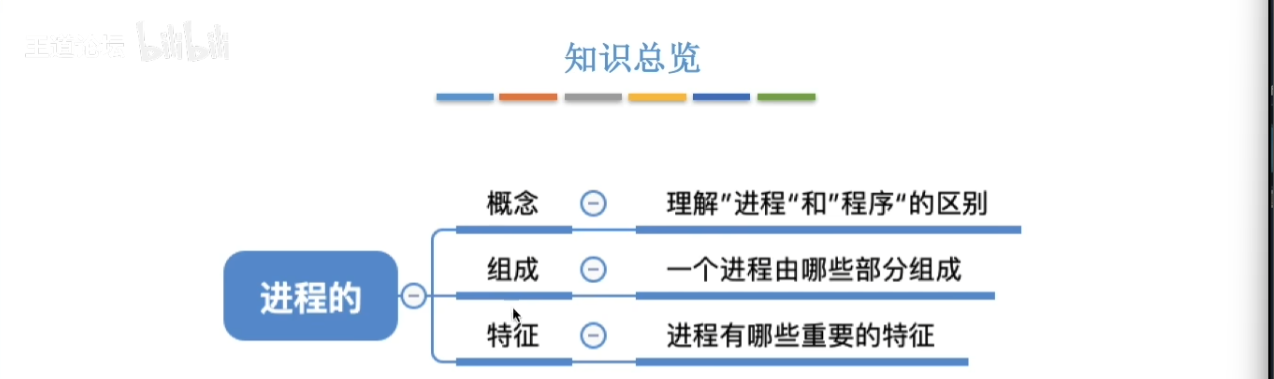 王道论坛 bilibili
知识总览
概念 理解”进程“和”程序“的区别
进程的
组成 一个进程由哪些部分组成
特征 进程有哪些重要的特征